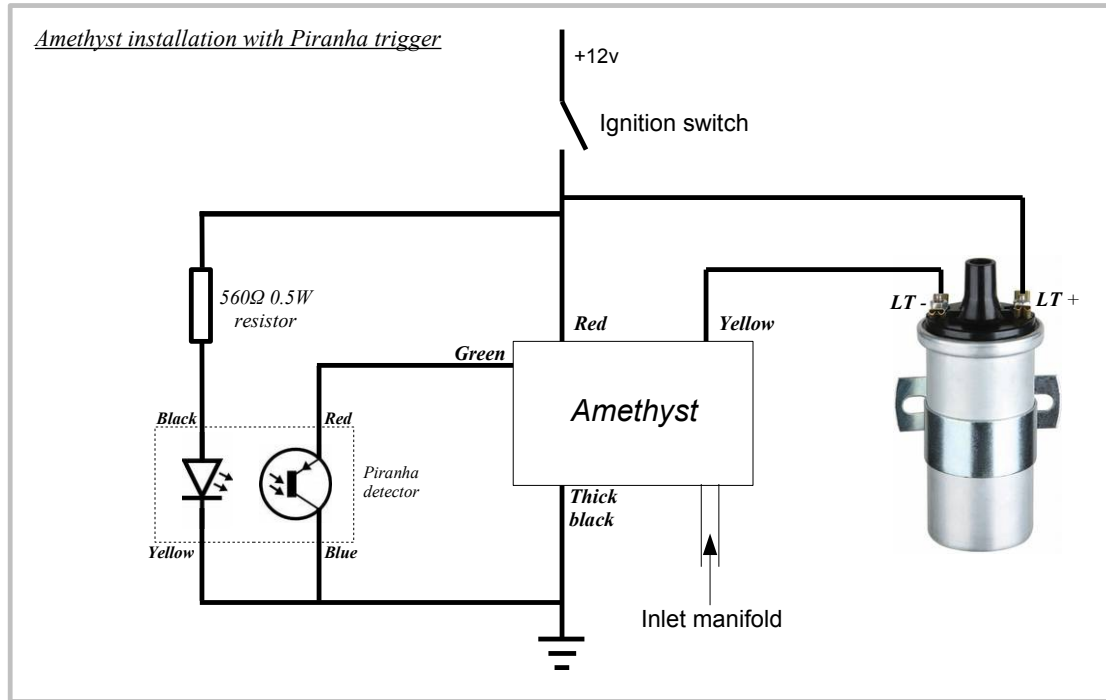 Amethyst installation with Piranha trigger
+12v
Ignition switch
560Ω 0.5W
resistor
LT -
LT +
Red
Yellow
Green
Amethyst
Black
Red
Piranha
detector
Thick
black
Yellow
Blue
Inlet manifold